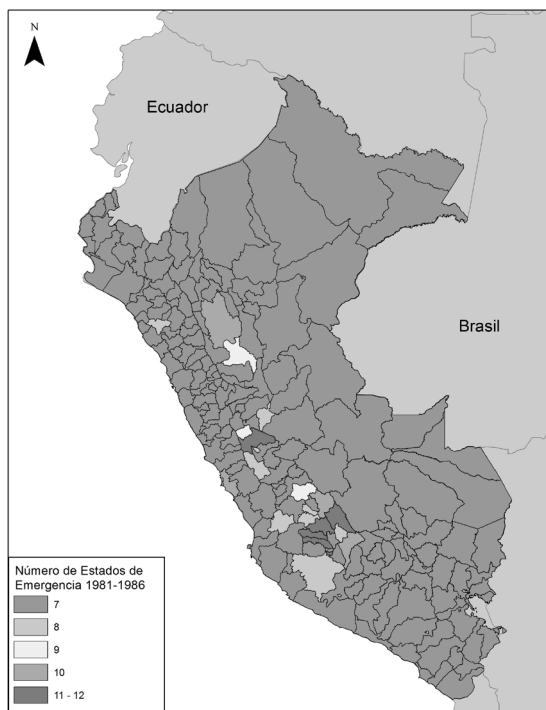 N
Ecuador
Brasil
Número de Estados de
Emergencia 1981-1986
7
8
9
10
11 - 12